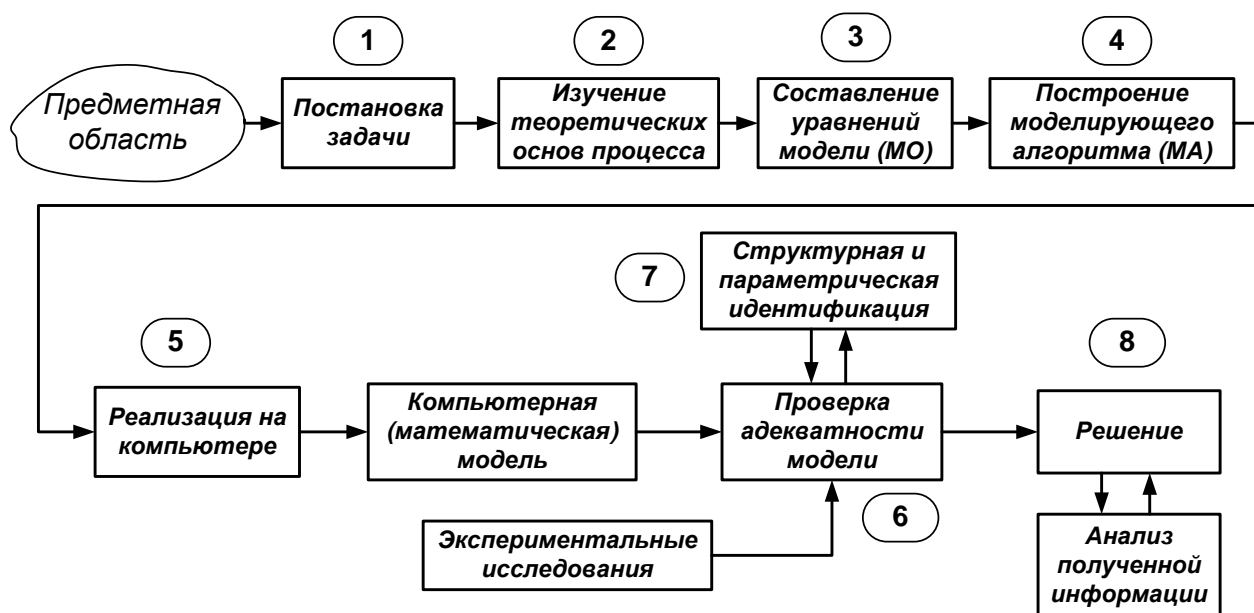 1
2
3
4
Предметная
область
Постановка
задачи
Изучение
теоретических
основ процесса
Составление
уравнений
модели (МО)
Построение
моделирующего
алгоритма (МА)
7
Структурная и
параметрическая
идентификация
5
8
Реализация на
компьютере
Компьютерная
(математическая)
модель
Проверка
адекватности
модели
Решение
6
Экспериментальные
исследования
Анализ
полученной
информации